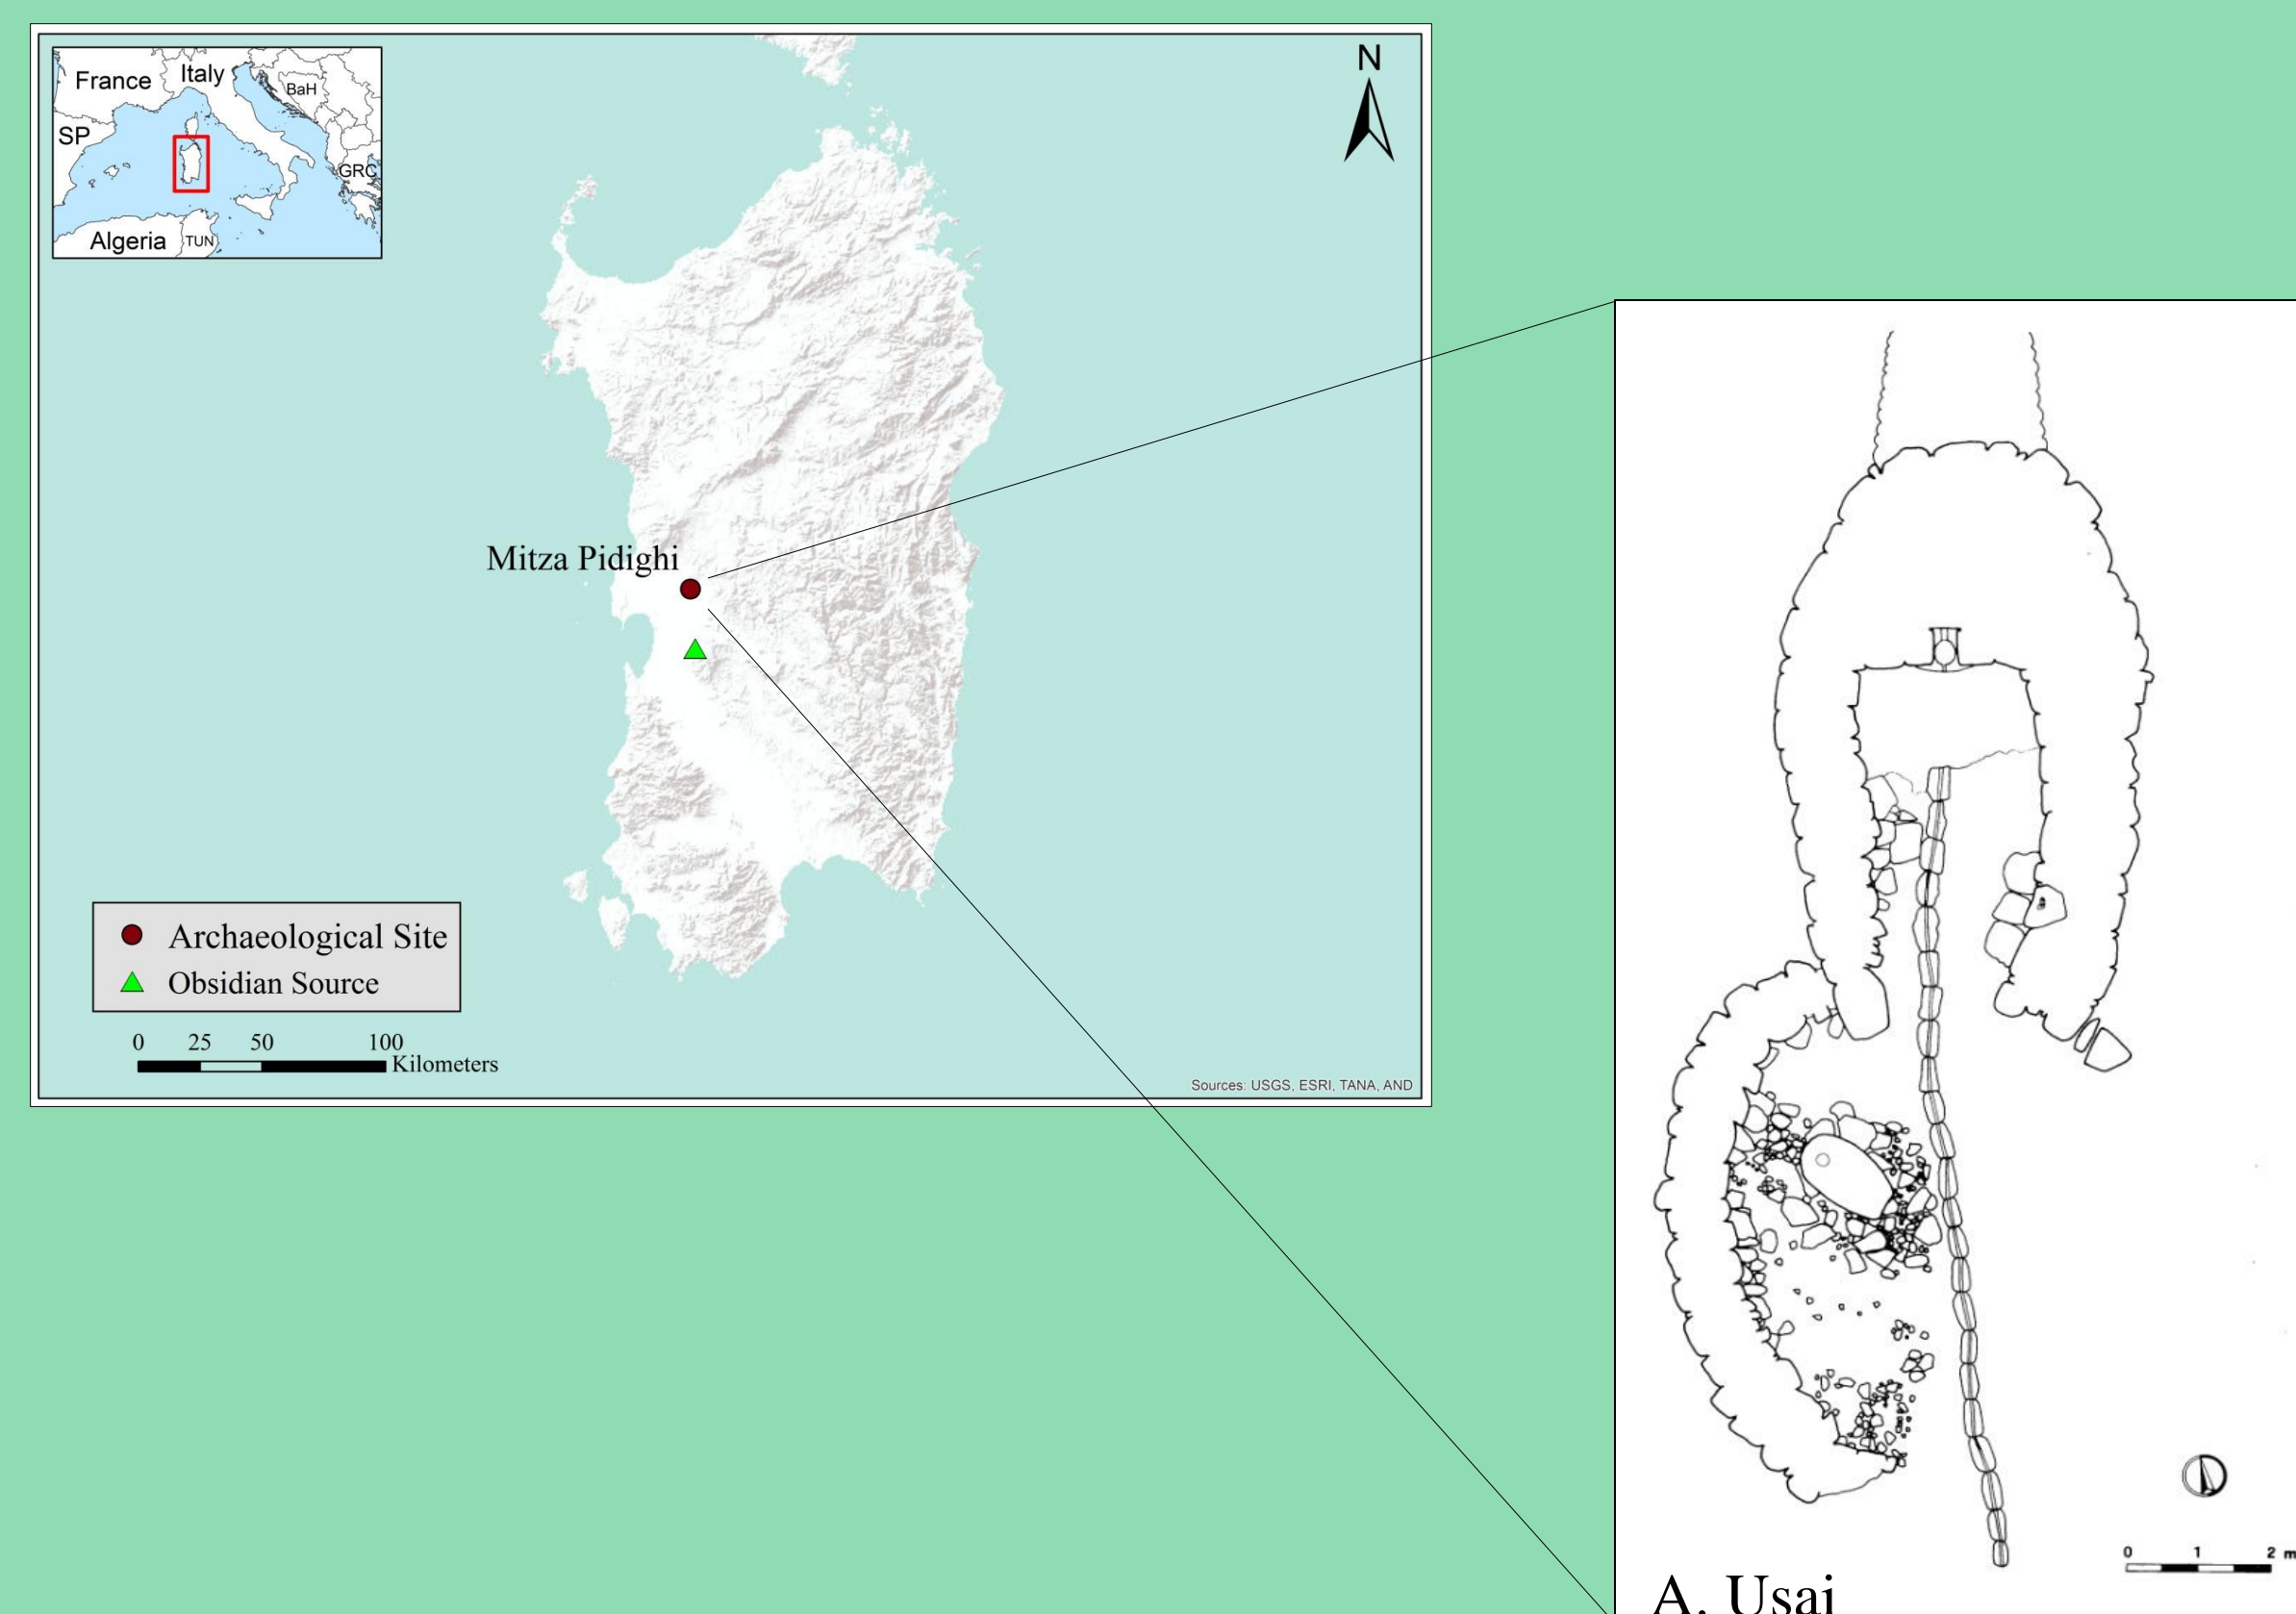 France
Italy
BaH
SP
GRC
Algeria
TUN
N
Mitza Pidighi
Archaeological Site
Obsidian Source
0 25 50 100
Kilometers
Sources: USGS, ESRI, TANA, AND
0 1 2 m
A. Usai